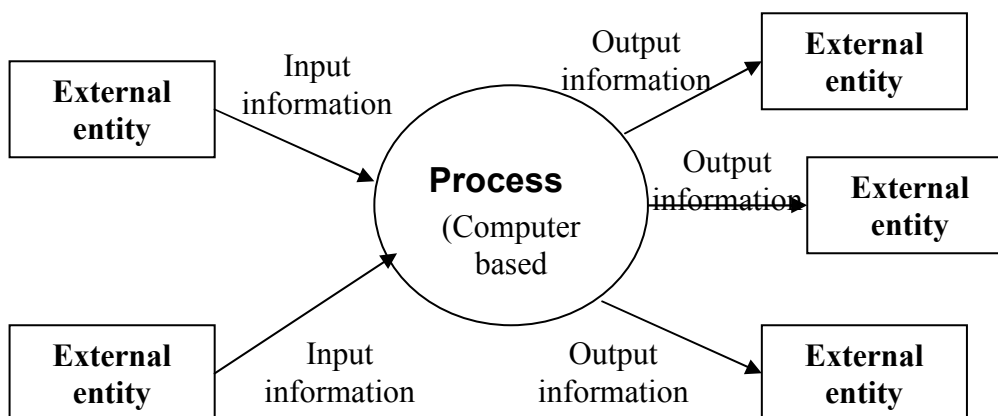 External
entity
Input
information
Output
information
External
entity
Process
(Computer
based
Output
information
External
entity
External
entity
Input
information
Output
information
External
entity